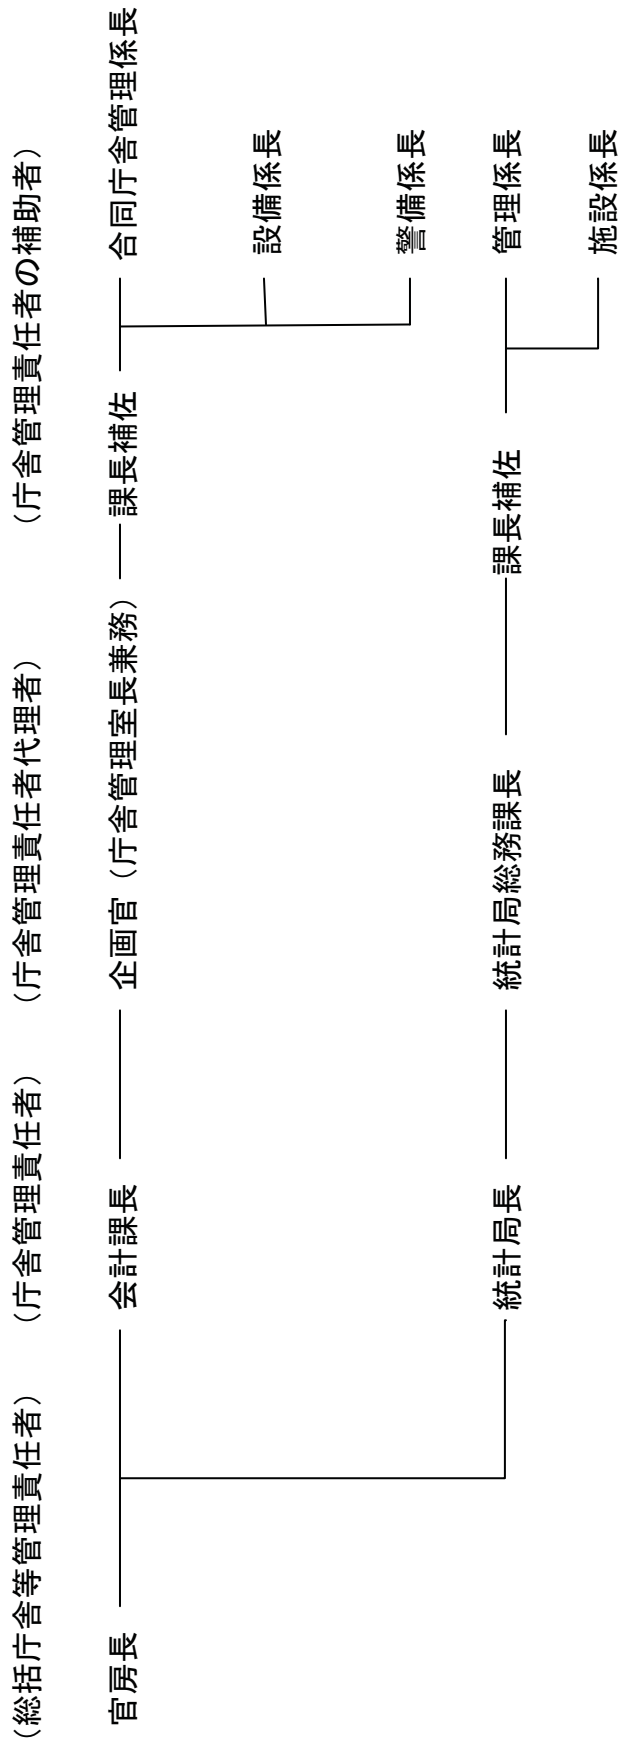 （総括庁舎等管理責任者）
（庁舎管理責任者）
（庁舎管理責任者代理者）
（庁舎管理責任者の補助者）
官房長
会計課長
企画官（庁舎管理室長兼務）
課長補佐
合同庁舎管理係長
設備係長
警備係長
統計局長
統計局総務課長
課長補佐
管理係長
施設係長